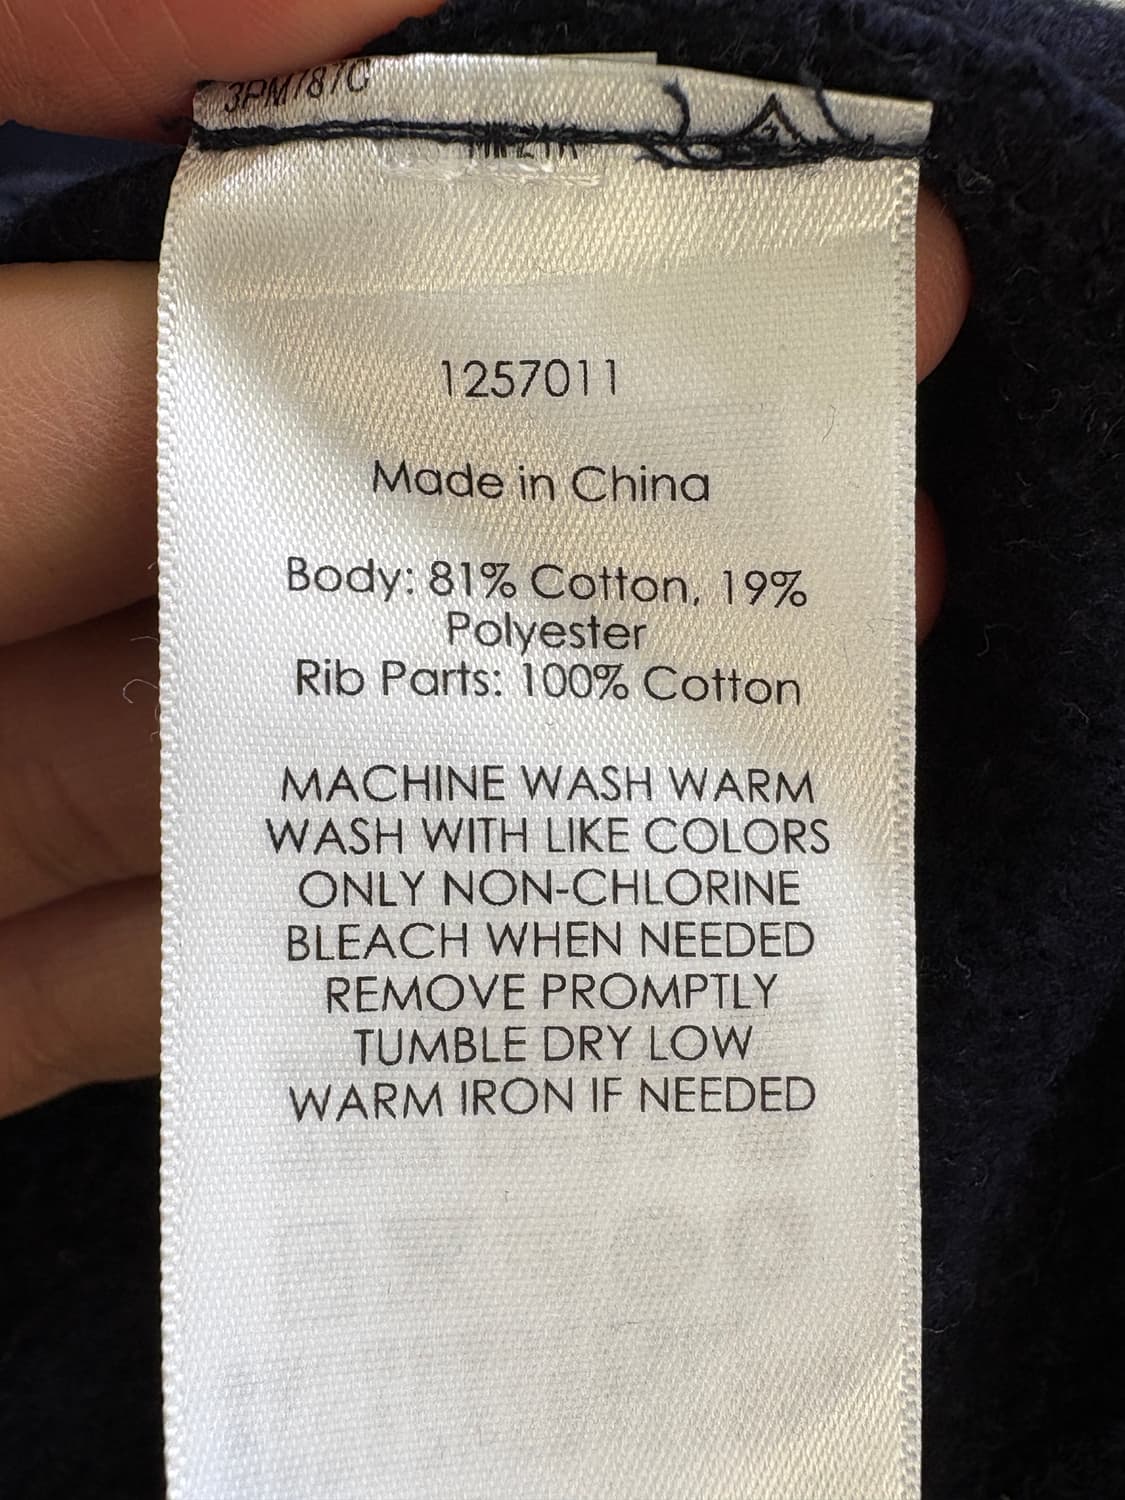 1257011
Made in China
Body: 81% Cotton, 19%
Polyester
Rib Parts: 100% Cotton
MACHINE WASH WARM
WASH WITH LIKE COLORS
ONLY NON-CHLORINE
BLEACH WHEN NEEDED
REMOVE PROMPTLY
TUMBLE DRY LOW
WARM IRON IF NEEDED